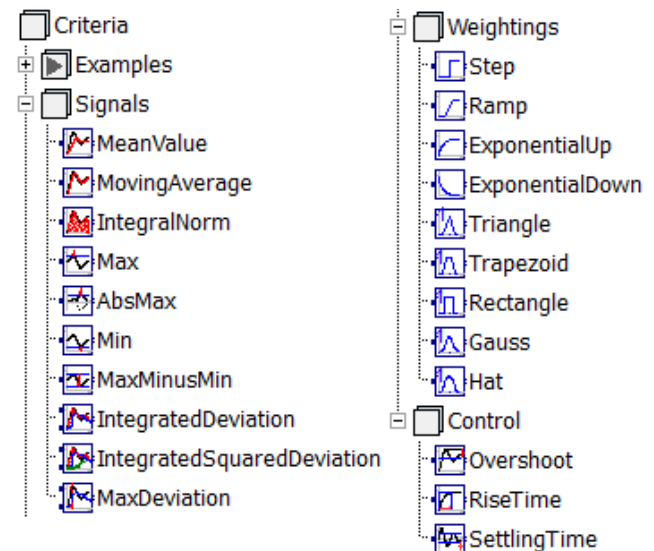 Criteria
Examples
Signals
MeanValue
MovingAverage
IntegralNorm
Max
AbsMax
Min
MaxMinusMin
IntegratedDeviation
IntegratedSquaredDeviation
MaxDeviation
Weightings
Step
Ramp
ExponentialUp
ExponentialDown
Triangle
Trapezoid
Rectangle
Gauss
Hat
Control
Overshoot
RiseTime
SettlingTime